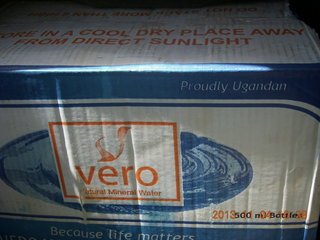 ORE IN A COOL DRY PLACE AWAY
FROM DIRECT SUNLIGHT
Proudly Ugandan
vero
Natural Mineral Water
500 ml Bottles
Because life matters